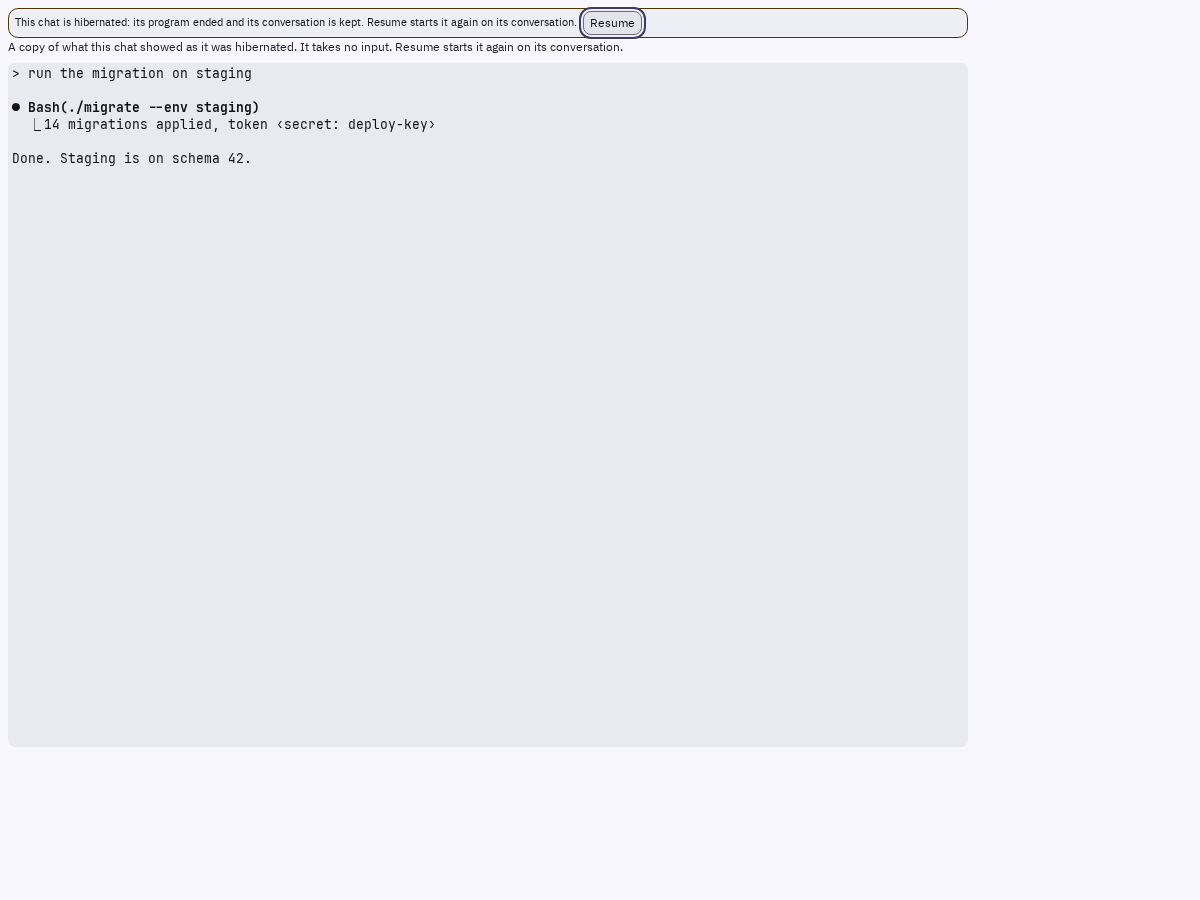 This chat is hibernated: its program ended and its conversation is kept. Resume starts it again on its conversation. Resume
A copy of what this chat showed as it was hibernated. It takes no input. Resume starts it again on its conversation.
> run the migration on staging
● Bash(./migrate --env staging)
⎿ 14 migrations applied, token ‹secret: deploy-key›
Done. Staging is on schema 42.